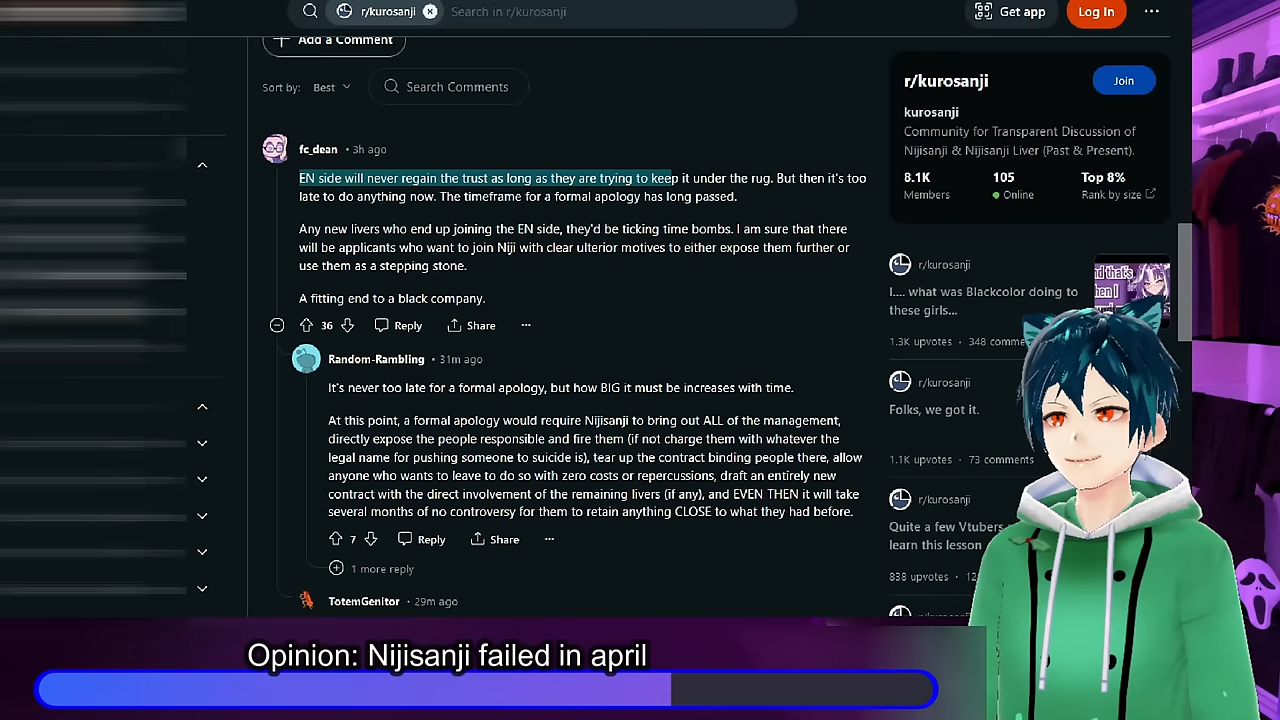 r/kurosanji
Search in r/kurosanji
Get app
Log In
Add a Comment
Sort by: Best
Search Comments
fc_dean • 3h ago
EN side will never regain the trust as long as they are trying to keep it under the rug. But then it's too
late to do anything now. The timeframe for a formal apology has long passed.
Any new livers who end up joining the EN side, they'd be ticking time bombs. I am sure that there
will be applicants who want to join Niji with clear ulterior motives to either expose them further or
use them as a stepping stone.
A fitting end to a black company.
36 Reply Share
Random-Rambling • 31m ago
It's never too late for a formal apology, but how BIG it must be increases with time.
At the point, a formal apology would require Nijisanji to bring out ALL of the management,
directly expose the people responsible and fire them (if not charge them with whatever the
legal name for pushing someone to suicide is), tear up the contract binding people there, allow
anyone who wants to leave to do so with zero costs or repercussions, draft an entirely new
contract with the direct involvement of the remaining livers (if any), and EVEN THEN it will take
several months of no controversy for them to retain anything CLOSE to what they had before.
7 Reply Share
1 more reply
TotemGenitor • 29m ago
r/kurosanji
Join
kurosanji
Community for Transparent Discussion of
Nijisanji & Nijisanji Liver (Past & Present).
8.1K 105 Top 8%
Members Online Rank by size
r/kurosanji
I.... what was Blackcolor doing to
these girls...
1.3K upvotes • 348
r/kurosanji
Folks, we got it.
1.1K upvotes • 73 comments
r/kurosanji
Quite a few Vtubers
learn this lesson
838 upvotes
Opinion: Nijisanji failed in april